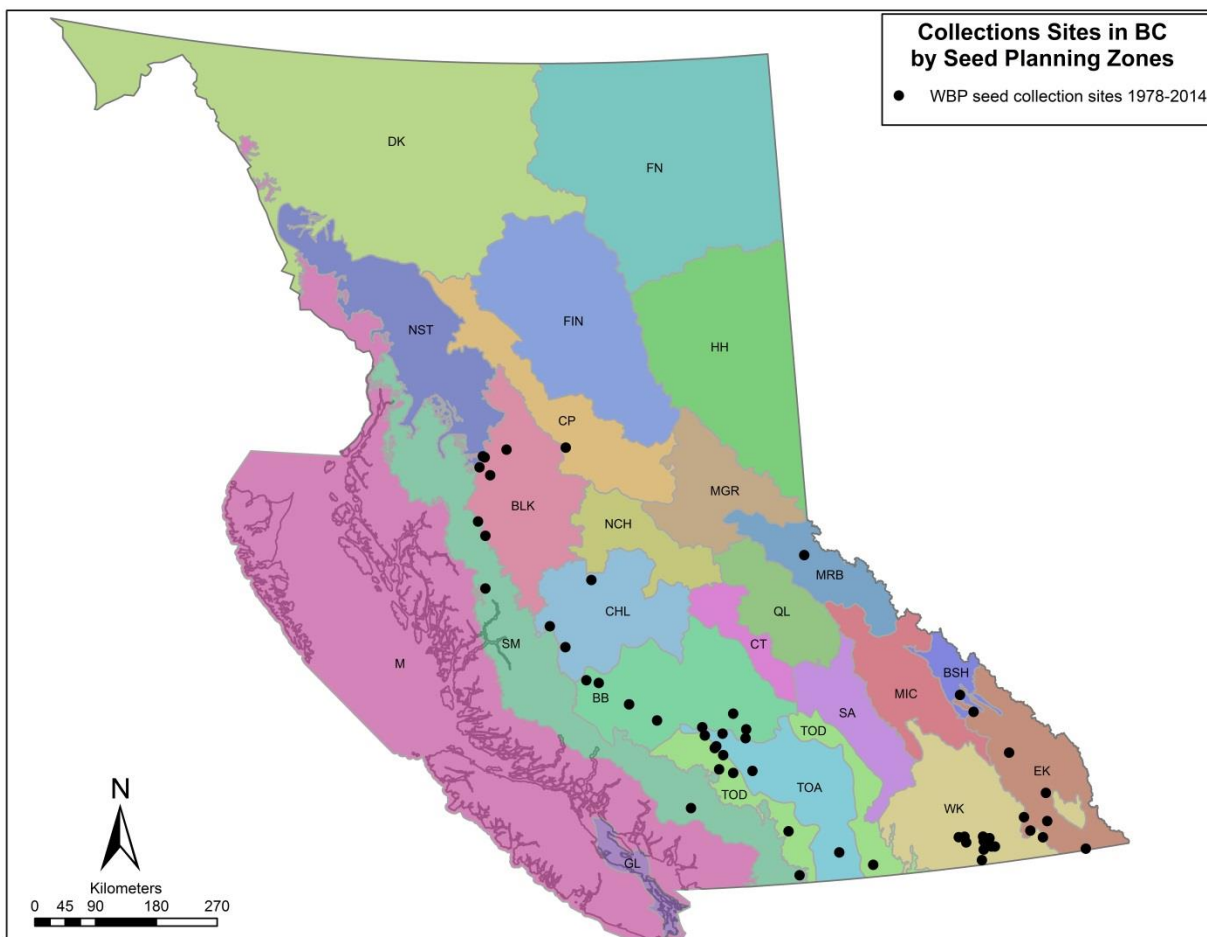 Collections Sites in BC
by Seed Planning Zones
WBP seed collection sites 1978-2014
DK
FN
NST
FIN
HH
CP
MGR
BLK
NCH
MRB
CHL
QL
CT
SM
M
BSH
MIC
BB
SA
TOD
EK
TOA
TOD
WK
GL
N
Kilometers
0 45 90 180 270